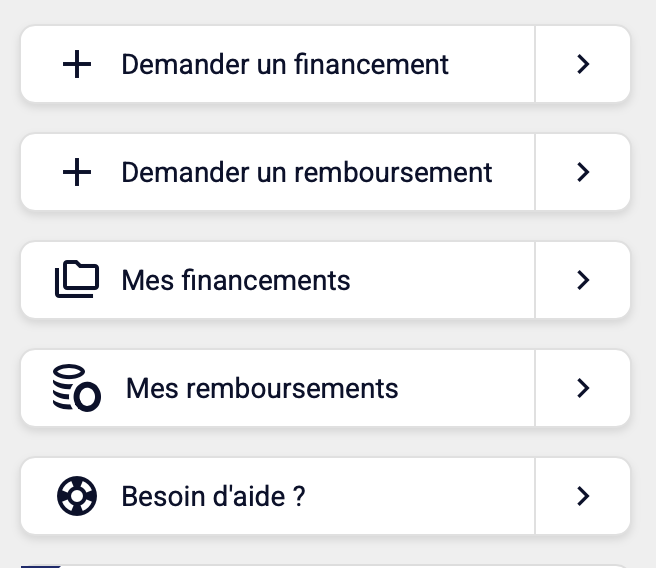 Demander un financement
Demander un remboursement
Mes financements
Mes remboursements
Besoin d'aide ?